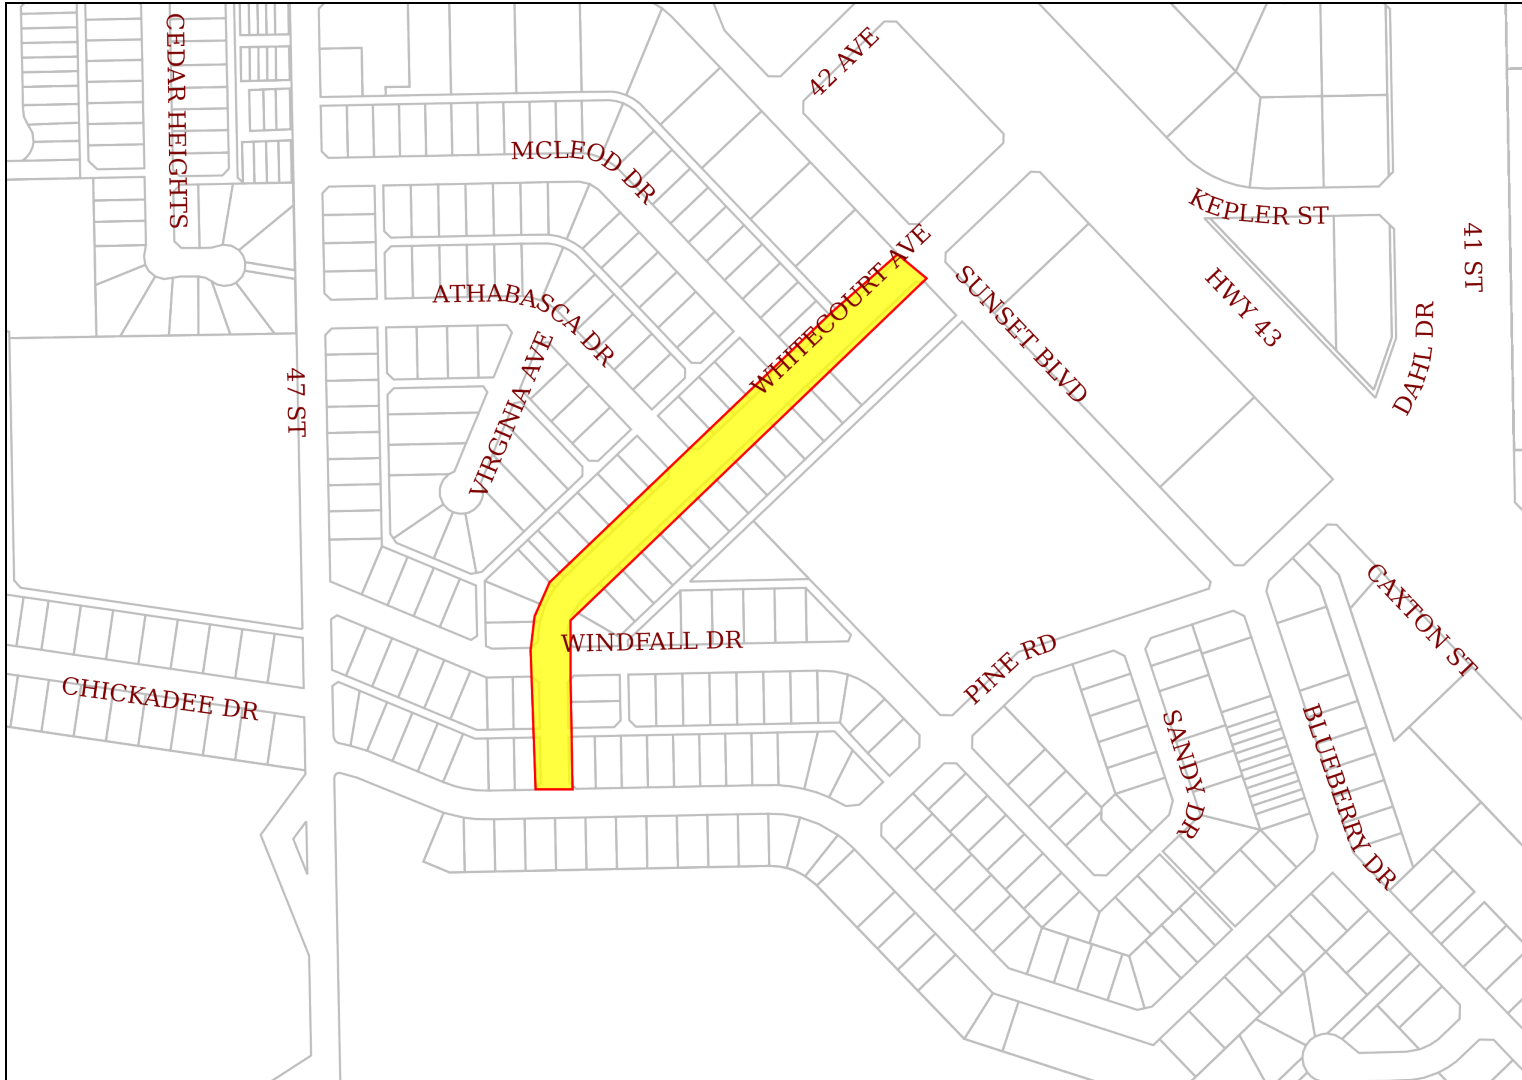 CEDAR HEIGHTS
42 AVE
MCLEOD DR
KEPLER ST
41 ST
WHITECOURT AVE
SUNSET BLVD
HWY 43
ATHABASCA DR
DAHL DR
VIRGINIA AVE
47 ST
CAXTON ST
WINDFALL DR
PINE RD
CHICKADEE DR
SANDY DR
BLUEBERRY DR